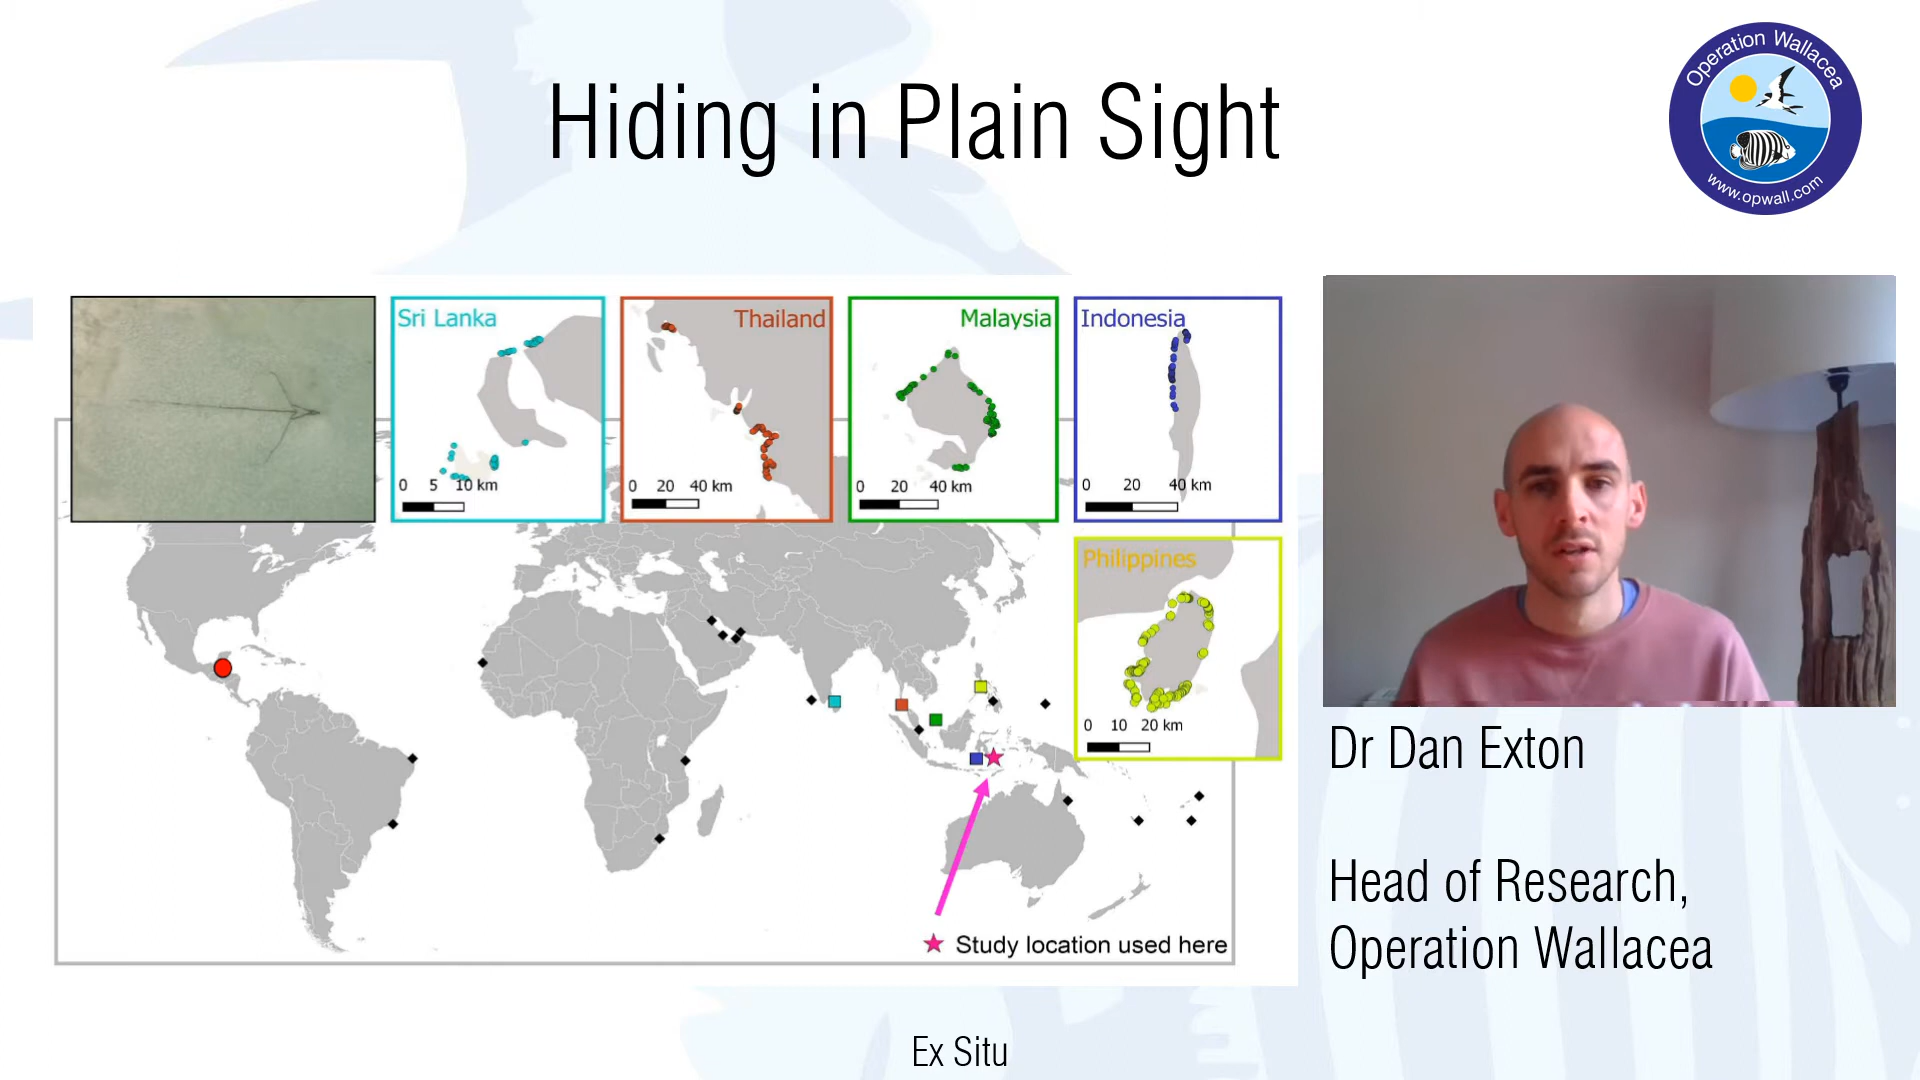 Hiding in Plain Sight
Operation Wallacea
www.opwall.com
Sri Lanka
0 5 10 km
Thailand
0 20 40 km
Malaysia
0 20 40 km
Indonesia
0 20 40 km
Philippines
0 10 20 km
Study location used here
Dr Dan Exton
Head of Research,
Operation Wallacea
Ex Situ